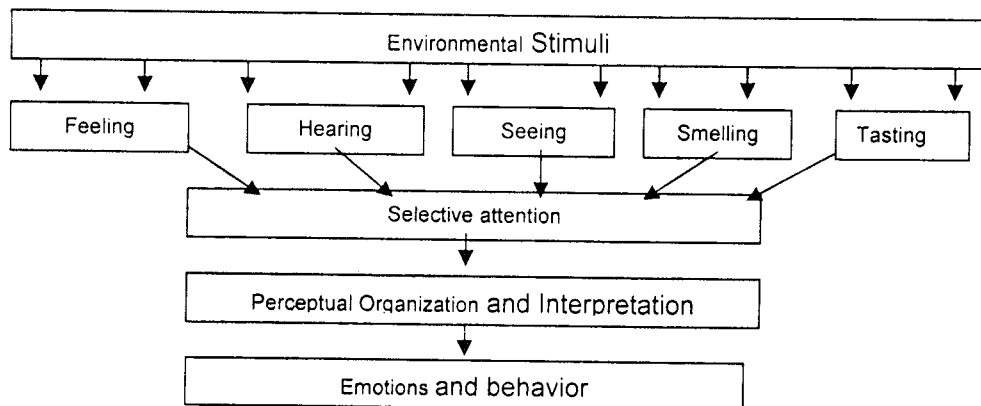 Environmental Stimuli
Feeling
Hearing
Seeing
Smelling
Tasting
Selective attention
Perceptual Organization and Interpretation
Emotions and behavior